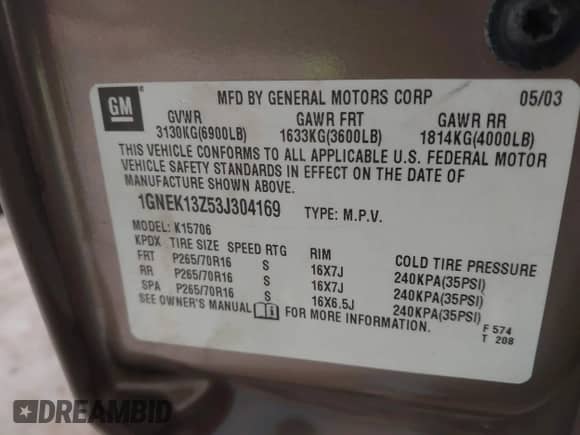 GM
MFD BY GENERAL MOTORS CORP 05/03
GVWR GAWR FRT GAWR RR
3130KG(6900LB) 1633KG(3600LB) 1814KG(4000LB)
THIS VEHICLE CONFORMS TO ALL APPLICABLE U.S. FEDERAL MOTOR
VEHICLE SAFETY STANDARDS IN EFFECT ON THE DATE OF
MANUFACTURE SHOWN ABOVE.
1GNEK13Z53J304169 TYPE: M.P.V.
MODEL: K15706
KPDX TIRE SIZE SPEED RTG RIM COLD TIRE PRESSURE
FRT P265/70R16 S 16X7J 240KPA(35PSI)
RR P265/70R16 S 16X7J 240KPA(35PSI)
SPA P265/70R16 S 16X6.5J 240KPA(35PSI)
SEE OWNER'S MANUAL FOR MORE INFORMATION.
F 574
T 208
DREAMBID